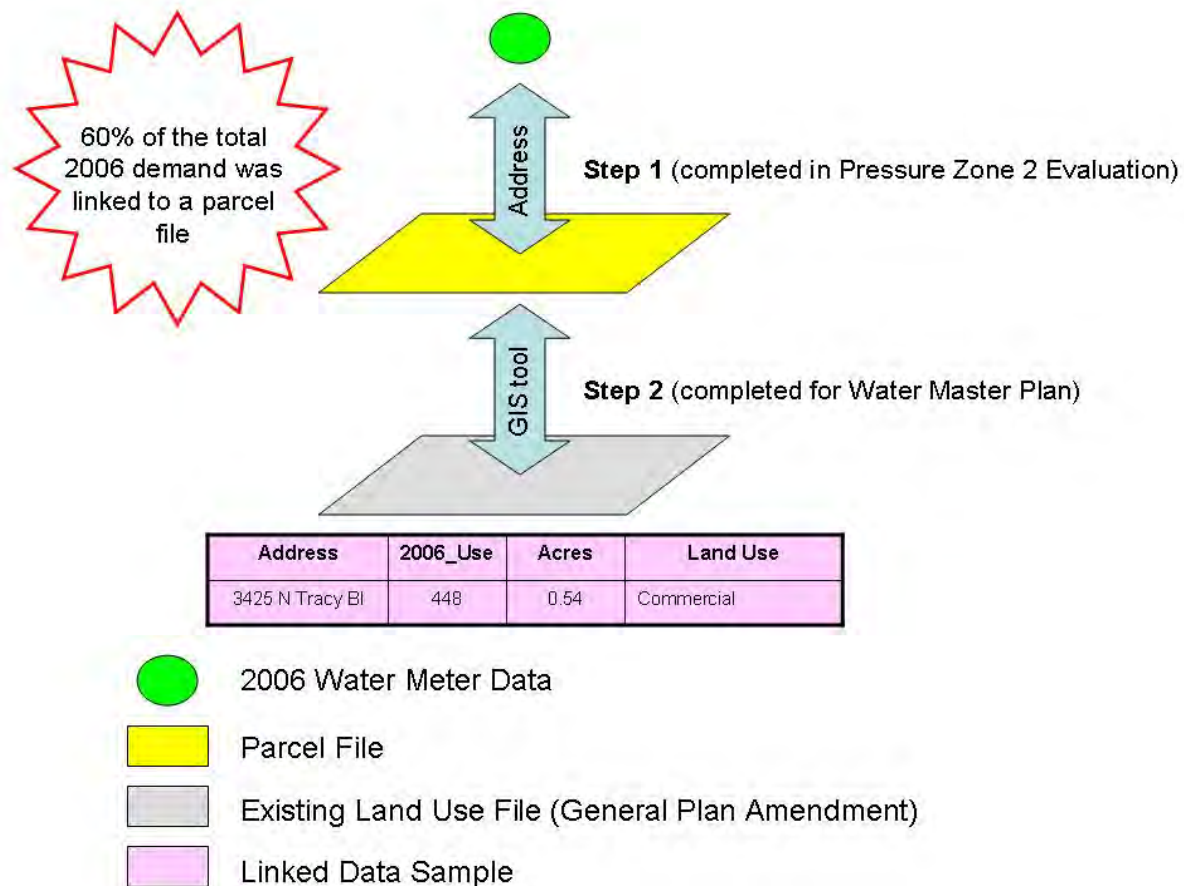 60% of the total
2006 demand was
linked to a parcel
file
Address
Step 1 (completed in Pressure Zone 2 Evaluation)
GIS tool
Step 2 (completed for Water Master Plan)
Address 2006_Use Acres Land Use
3425 N Tracy Bl 448 0.54 Commercial
2006 Water Meter Data
Parcel File
Existing Land Use File (General Plan Amendment)
Linked Data Sample